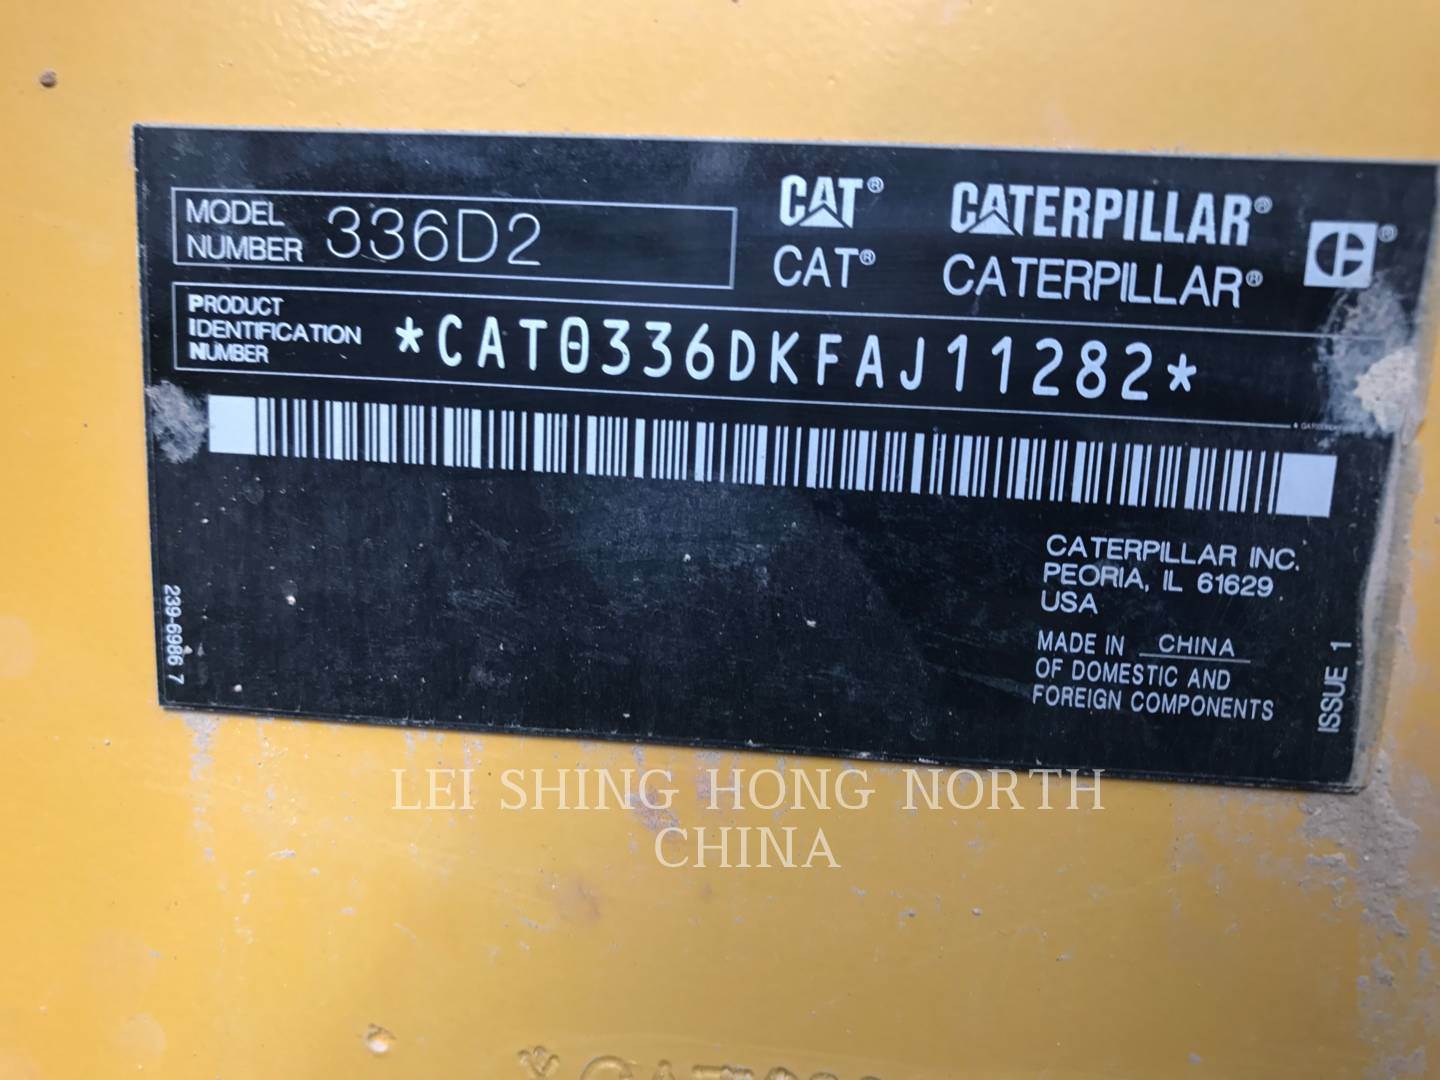 MODEL NUMBER 336D2
CAT® CATERPILLAR®
CAT® CATERPILLAR®
PRODUCT IDENTIFICATION NUMBER *CAT0336DKFAJ11282*
CATERPILLAR INC.
PEORIA, IL 61629
USA
MADE IN CHINA
OF DOMESTIC AND
FOREIGN COMPONENTS
239-6986 7
ISSUE 1
LEI SHING HONG NORTH
CHINA